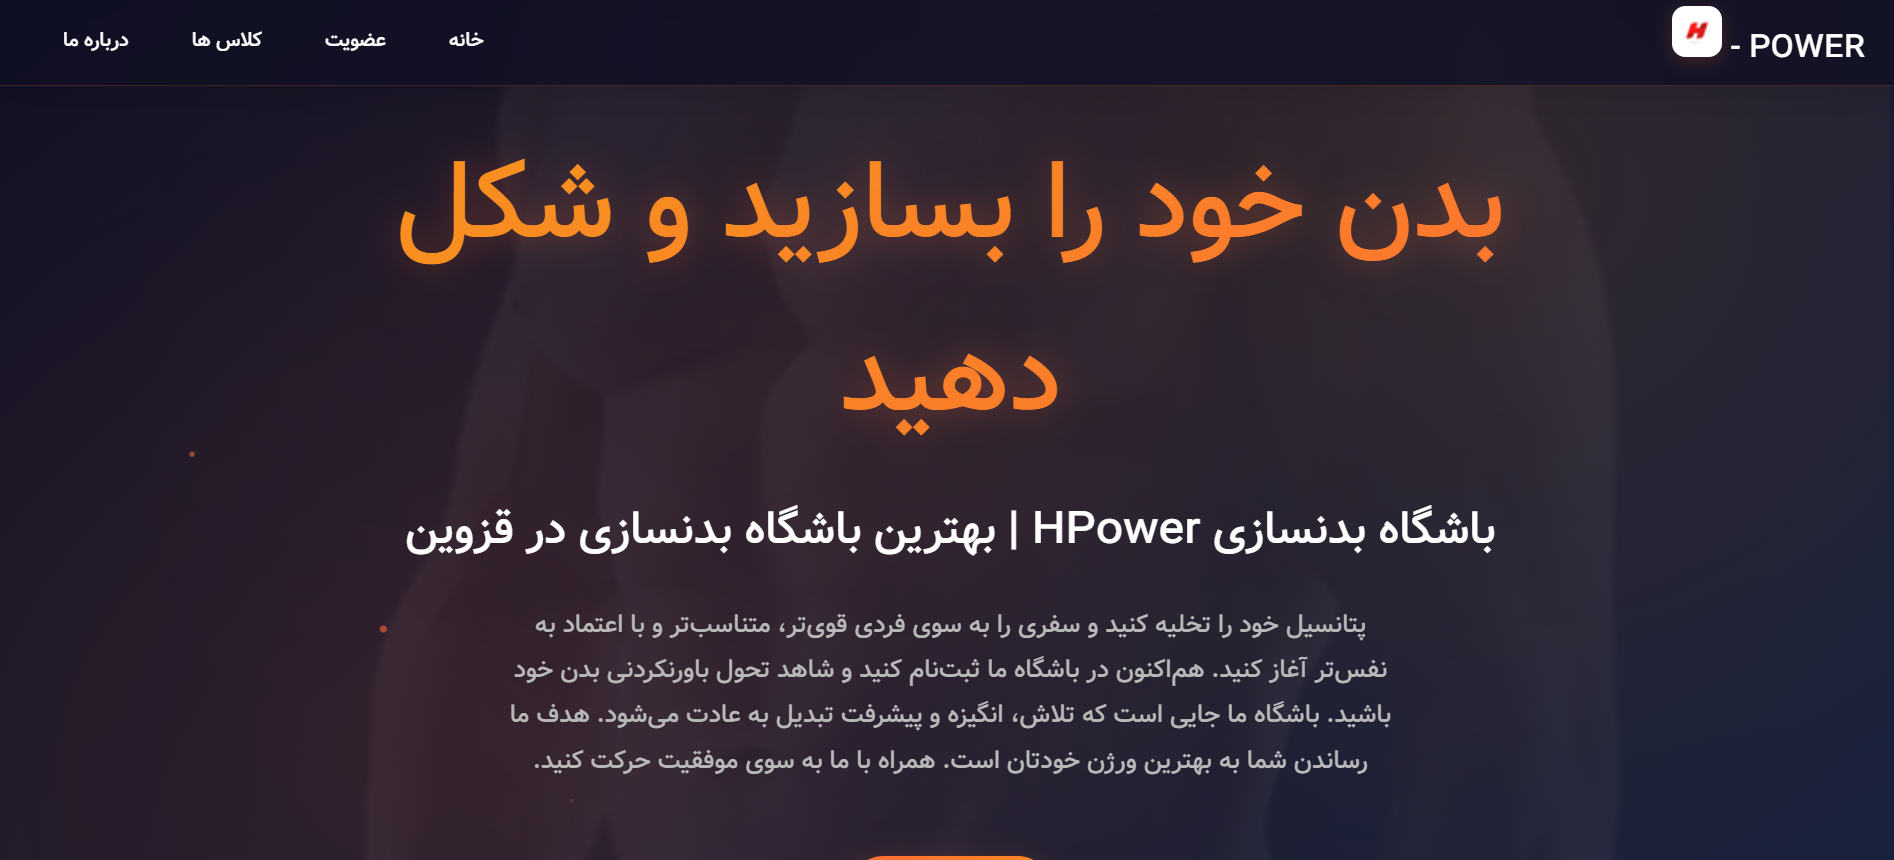 H - POWER
خانه
عضویت
کلاس ها
درباره ما
بدن خود را بسازید و شکل
دهید
باشگاه بدنسازی HPower | بهترین باشگاه بدنسازی در قزوین
پتانسیل خود را تخلیه کنید و سفری را به سوی فردی قوی‌تر، متناسب‌تر و با اعتماد به
نفس‌تر آغاز کنید. هم‌اکنون در باشگاه ما ثبت‌نام کنید و شاهد تحول باورنکردنی بدن خود
باشید. باشگاه ما جایی است که تلاش، انگیزه و پیشرفت تبدیل به عادت می‌شود. هدف ما
رساندن شما به بهترین ورژن خودتان است. همراه با ما به سوی موفقیت حرکت کنید.